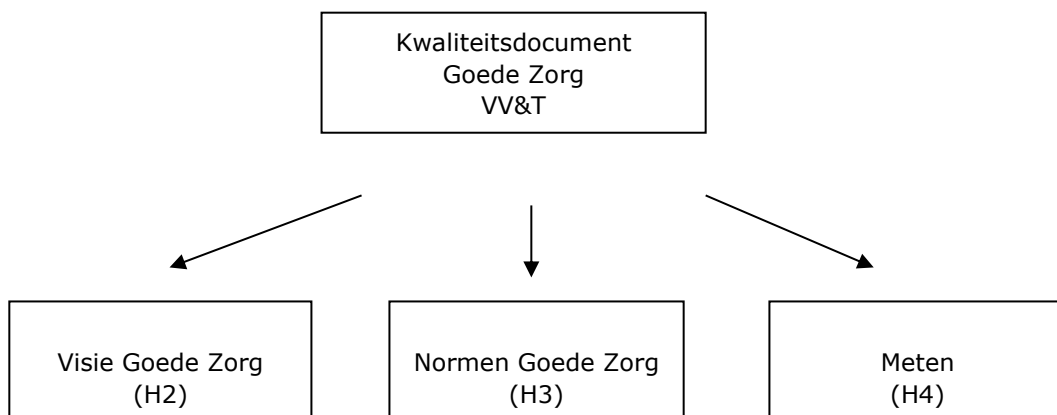 Kwaliteitsdocument
Goede Zorg
VV&T
Visie Goede Zorg
(H2)
Normen Goede Zorg
(H3)
Meten
(H4)